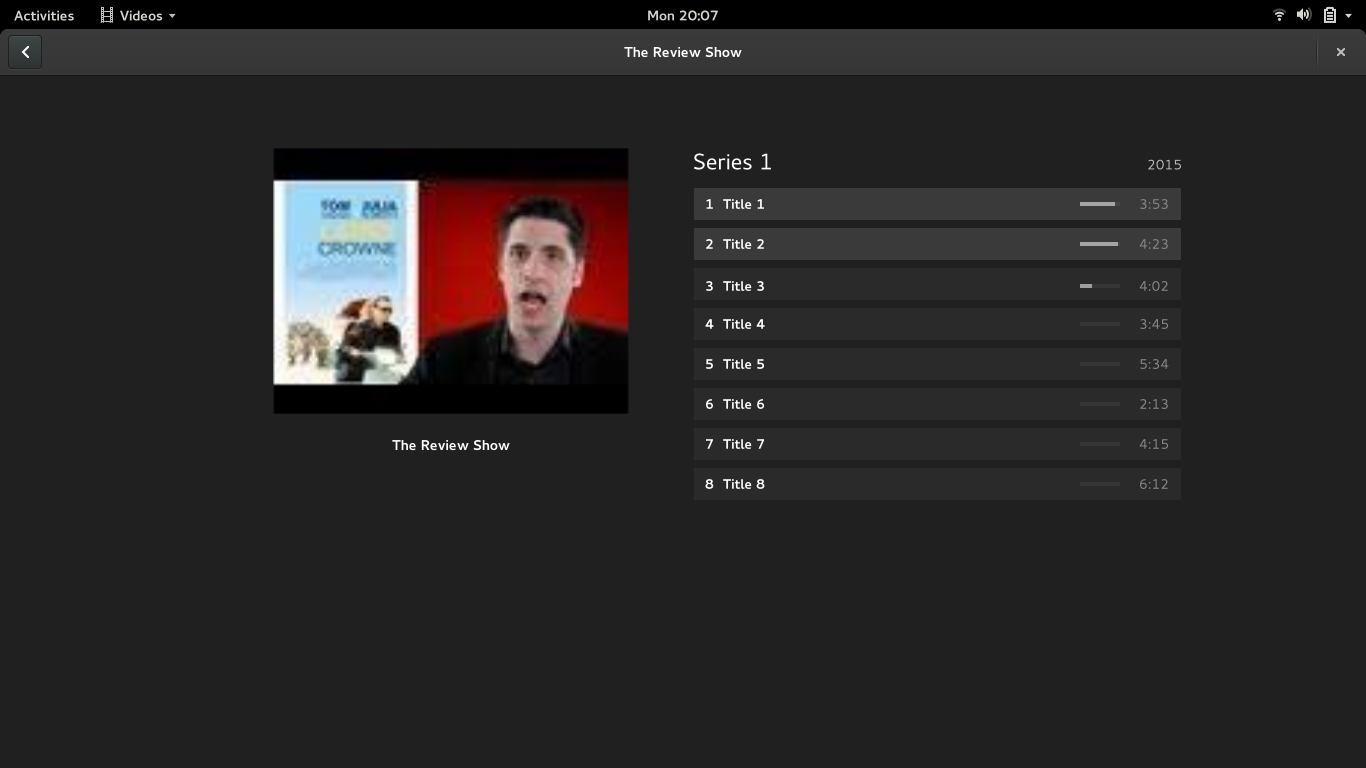 Activities Videos Mon 20:07
The Review Show
TOM JULIA
CROWNE
The Review Show
Series 1 2015
1 Title 1 3:53
2 Title 2 4:23
3 Title 3 4:02
4 Title 4 3:45
5 Title 5 5:34
6 Title 6 2:13
7 Title 7 4:15
8 Title 8 6:12